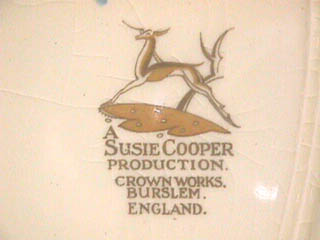 A
SUSIE COOPER
PRODUCTION.
CROWN WORKS.
BURSLEM.
ENGLAND.